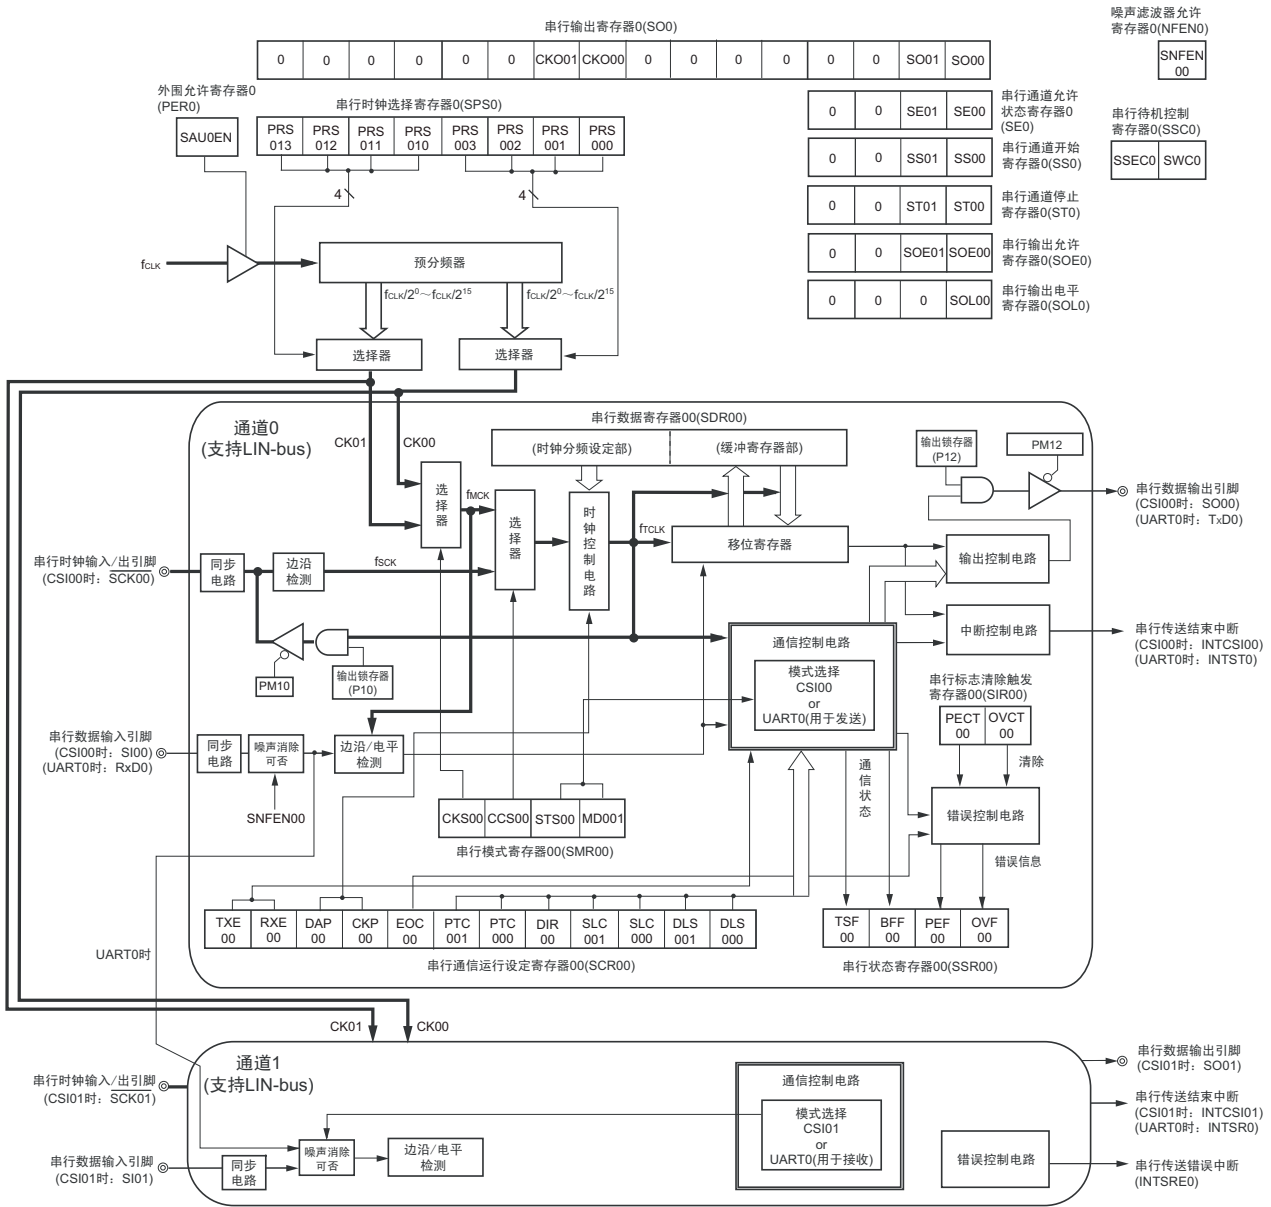 串行输出寄存器0(SO0)
0 0 0 0 0 0 CKO01 CKO00 0 0 0 0 0 0 SO01 SO00
噪声滤波器允许
寄存器0(NFEN0)
SNFEN
00
外围允许寄存器0
(PER0)
SAU0EN
串行时钟选择寄存器0(SPS0)
PRS PRS PRS PRS PRS PRS PRS PRS
013 012 011 010 003 002 001 000
4 4
0 0 SE01 SE00
串行通道允许
状态寄存器0
(SE0)
0 0 SS01 SS00
串行通道开始
寄存器0(SS0)
0 0 ST01 ST00
串行通道停止
寄存器0(ST0)
0 0 SOE01 SOE00
串行输出允许
寄存器0(SOE0)
0 0 0 SOL00
串行输出电平
寄存器0(SOL0)
串行待机控制
寄存器0(SSC0)
SSEC0 SWC0
fCLK
预分频器
fCLK/2⁰～fCLK/2¹⁵ fCLK/2⁰～fCLK/2¹⁵
选择器 选择器
通道0
(支持LIN-bus)
CK01 CK00
串行数据寄存器00(SDR00)
(时钟分频设定部) (缓冲寄存器部)
输出锁存器
(P12)
PM12
串行数据输出引脚
(CSI00时：SO00)
(UART0时：TxD0)
选择器
fMCK
选择器
时钟控制电路
fTCLK
移位寄存器
输出控制电路
串行时钟输入/出引脚
(CSI00时：SCK00)
同步
电路
边沿
检测
fSCK
PM10
输出锁存器
(P10)
通信控制电路
模式选择
CSI00
or
UART0(用于发送)
中断控制电路
串行传送结束中断
(CSI00时：INTCSI00)
(UART0时：INTST0)
串行标志清除触发
寄存器00(SIR00)
PECT OVCT
00 00
清除
串行数据输入引脚
(CSI00时：SI00)
(UART0时：RxD0)
同步
电路
噪声消除
可否
边沿/电平
检测
SNFEN00
通信状态
错误控制电路
错误信息
CKS00 CCS00 STS00 MD001
串行模式寄存器00(SMR00)
TXE RXE DAP CKP EOC PTC PTC DIR SLC SLC DLS DLS
00 00 00 00 00 001 000 00 001 000 001 000
串行通信运行设定寄存器00(SCR00)
TSF BFF PEF OVF
00 00 00 00
串行状态寄存器00(SSR00)
UART0时
CK01 CK00
通道1
(支持LIN-bus)
串行时钟输入/出引脚
(CSI01时：SCK01)
串行数据输入引脚
(CSI01时：SI01)
同步
电路
噪声消除
可否
边沿/电平
检测
通信控制电路
模式选择
CSI01
or
UART0(用于接收)
错误控制电路
串行数据输出引脚
(CSI01时：SO01)
串行传送结束中断
(CSI01时：INTCSI01)
(UART0时：INTSR0)
串行传送错误中断
(INTSRE0)